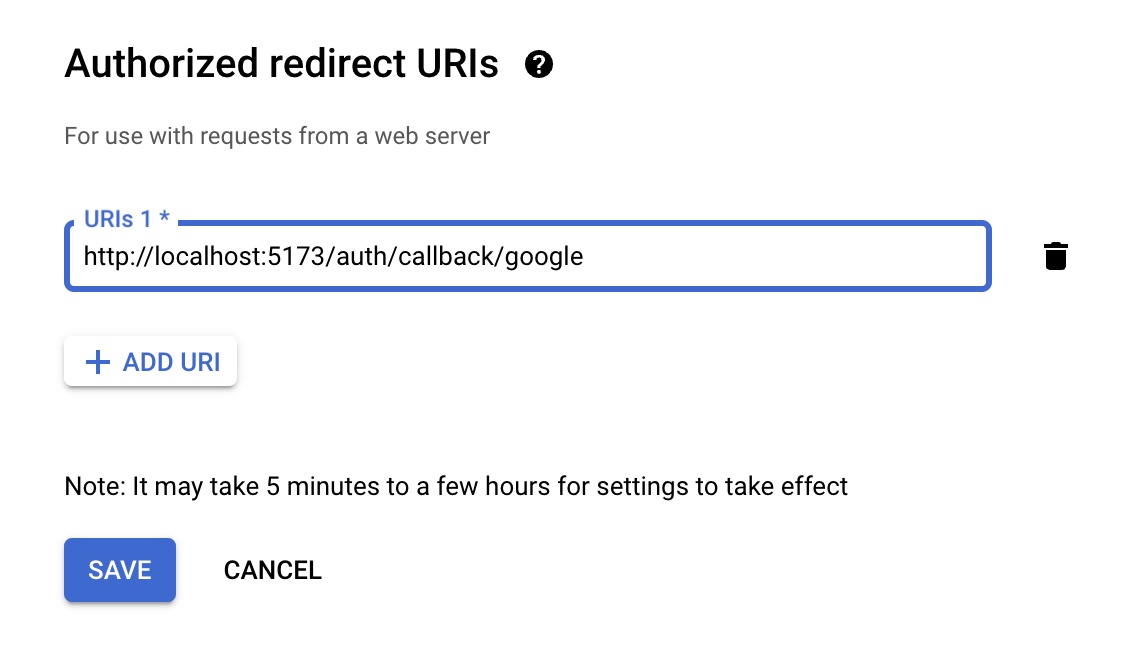 Authorized redirect URIs
For use with requests from a web server
URIs 1 *
http://localhost:5173/auth/callback/google
ADD URI
Note: It may take 5 minutes to a few hours for settings to take effect
SAVE CANCEL